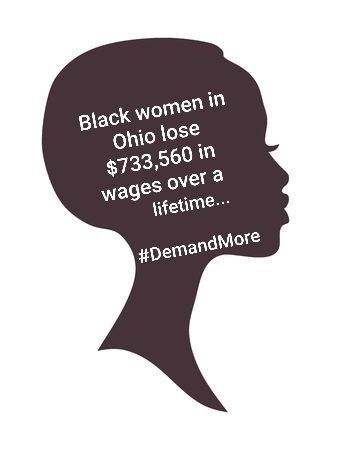 Black women in
Ohio lose
$733,560 in
wages over a
lifetime...
#DemandMore